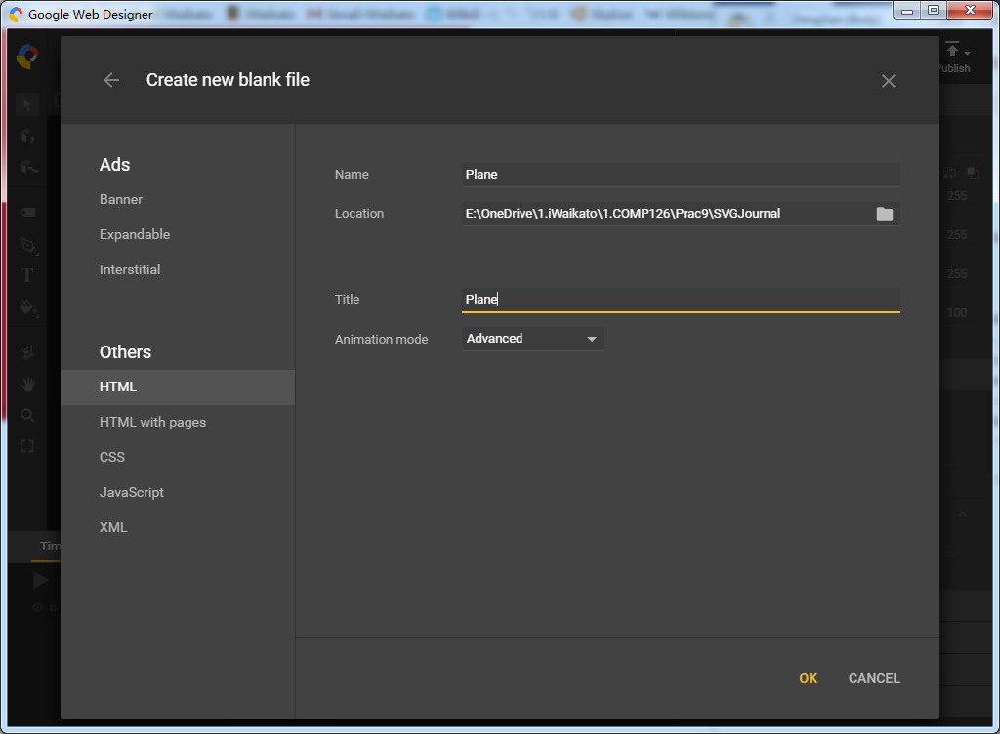 Google Web Designer
Publish
Create new blank file
Ads
Banner
Expandable
Interstitial
Others
HTML
HTML with pages
CSS
JavaScript
XML
Name
Plane
Location
E:\OneDrive\1.iWaikato\1.COMP126\Prac9\SVGJournal
Title
Plane
Animation mode
Advanced
255
255
255
100
Tim
OK
CANCEL